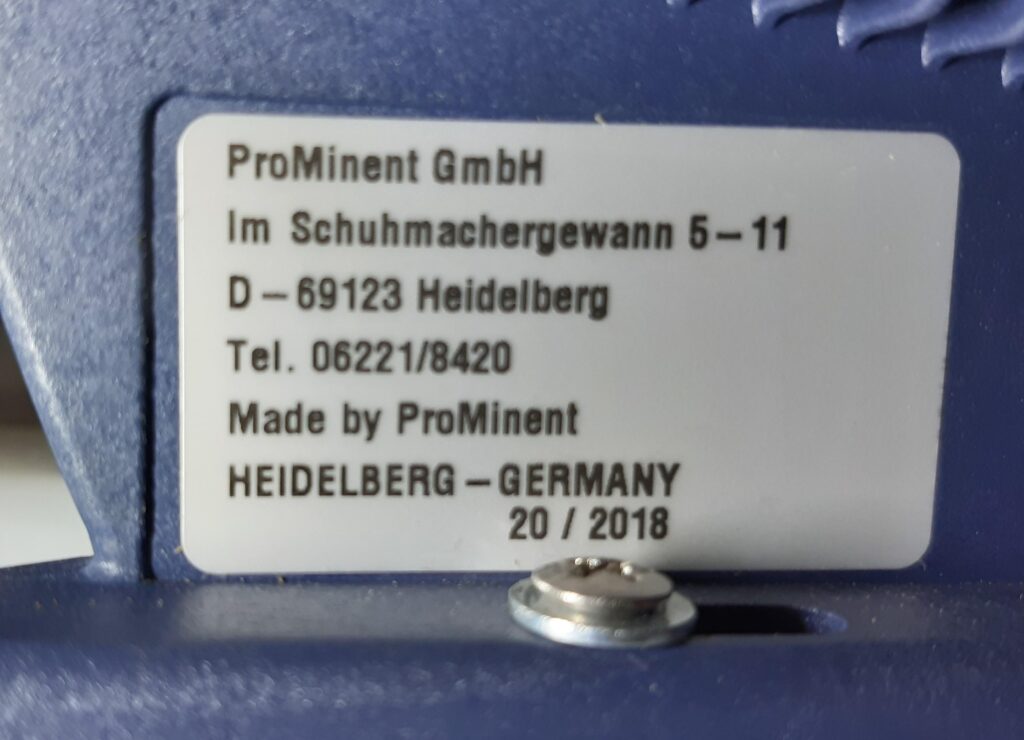 ProMinent GmbH
Im Schuhmachergewann 5–11
D–69123 Heidelberg
Tel. 06221/8420
Made by ProMinent
HEIDELBERG–GERMANY
20 / 2018